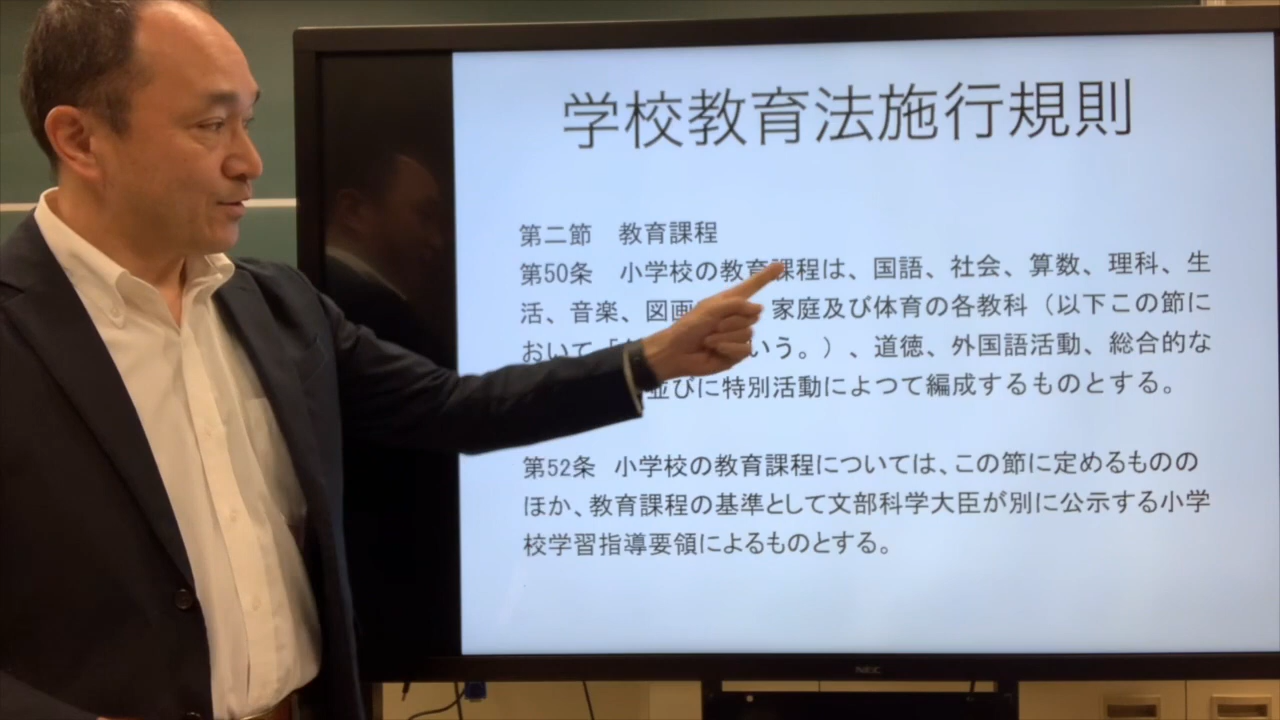 学校教育法施行規則
第二節　教育課程
第50条　小学校の教育課程は、国語、社会、算数、理科、生
活、音楽、図画 家庭及び体育の各教科（以下この節に
おいて「 いう。）、道徳、外国語活動、総合的な
並びに特別活動によつて編成するものとする。
第52条　小学校の教育課程については、この節に定めるものの
ほか、教育課程の基準として文部科学大臣が別に公示する小学
校学習指導要領によるものとする。
NEC